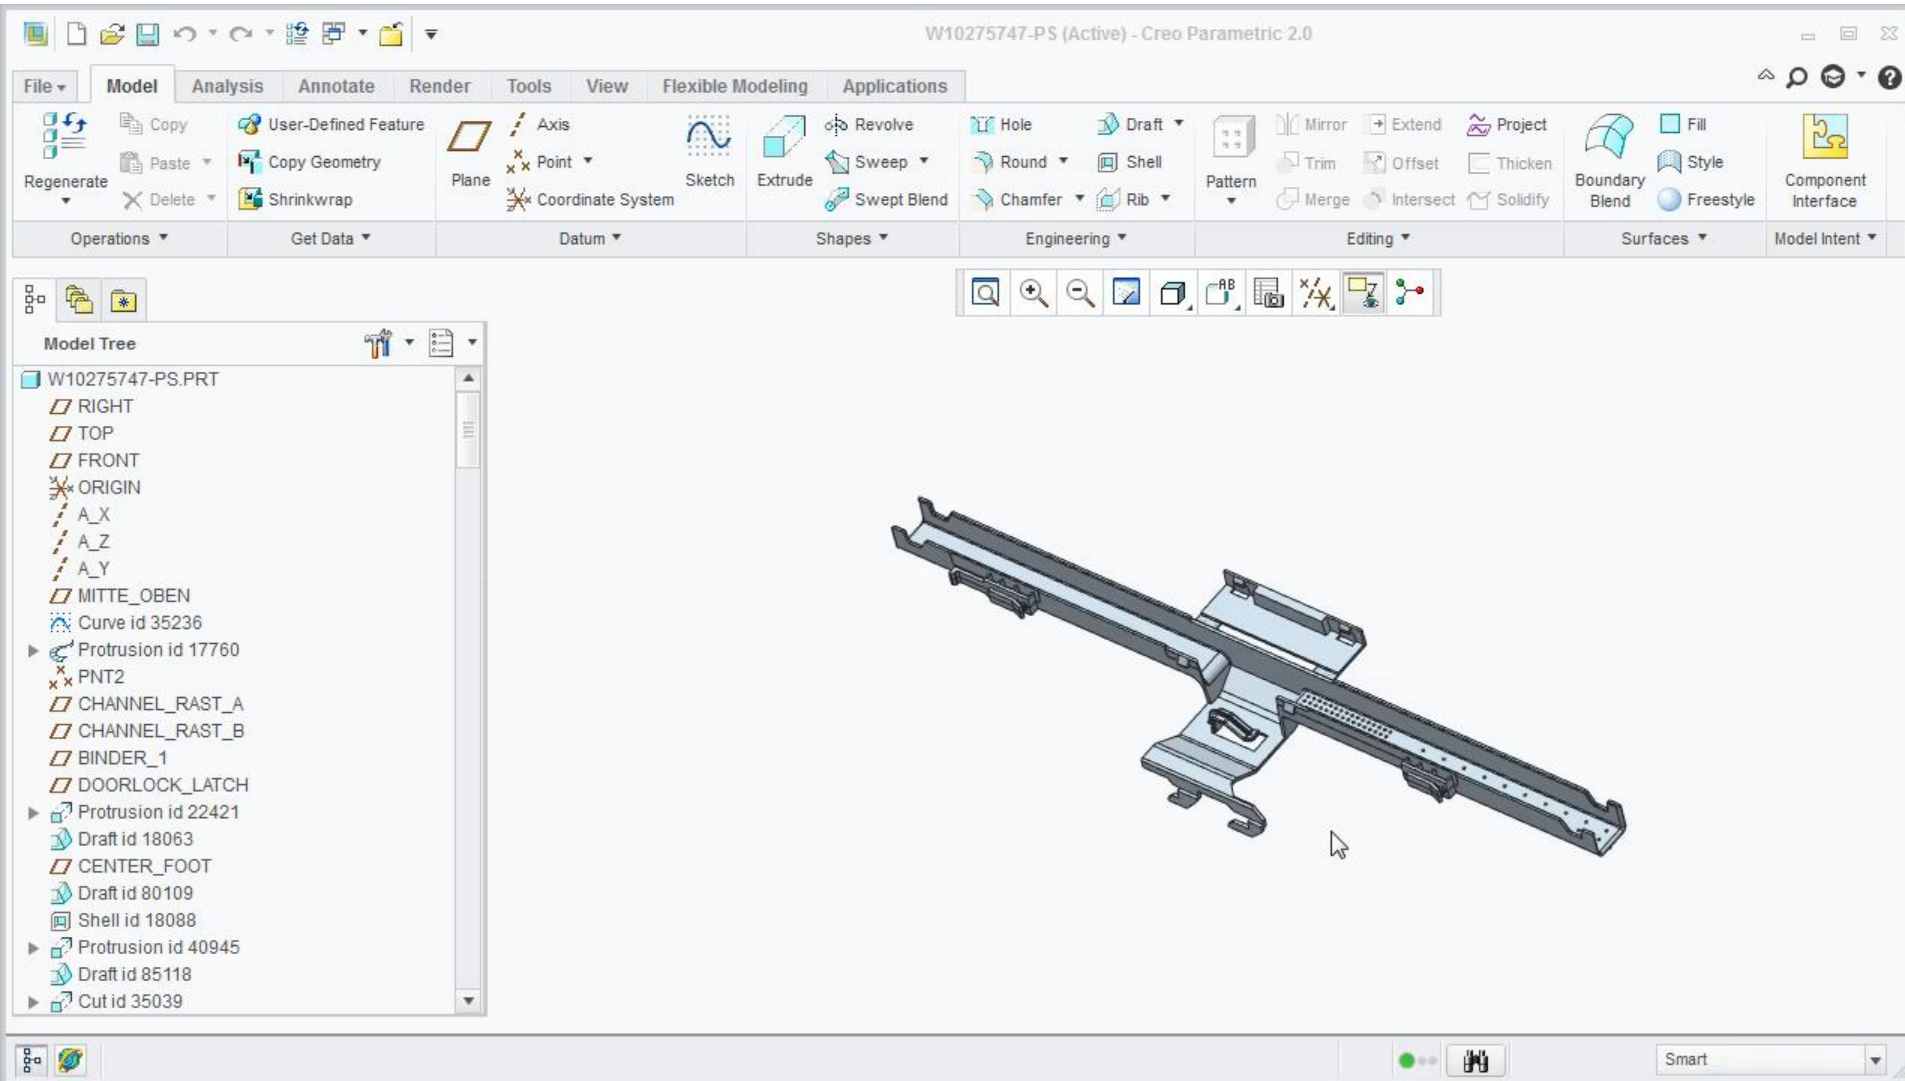 W10275747-PS (Active) - Creo Parametric 2.0
File Model Analysis Annotate Render Tools View Flexible Modeling Applications
Regenerate
Copy
Paste
Delete
Operations
User-Defined Feature
Copy Geometry
Shrinkwrap
Get Data
Plane
Axis
Point
Coordinate System
Sketch
Datum
Extrude
Revolve
Sweep
Swept Blend
Shapes
Hole
Round
Chamfer
Draft
Shell
Rib
Engineering
Pattern
Mirror
Trim
Merge
Extend
Offset
Intersect
Project
Thicken
Solidify
Editing
Boundary
Blend
Fill
Style
Freestyle
Surfaces
Component
Interface
Model Intent
AB
Model Tree
W10275747-PS.PRT
RIGHT
TOP
FRONT
ORIGIN
A_X
A_Z
A_Y
MITTE_OBEN
Curve id 35236
Protrusion id 17760
PNT2
CHANNEL_RAST_A
CHANNEL_RAST_B
BINDER_1
DOORLOCK_LATCH
Protrusion id 22421
Draft id 18063
CENTER_FOOT
Draft id 80109
Shell id 18088
Protrusion id 40945
Draft id 85118
Cut id 35039
Smart